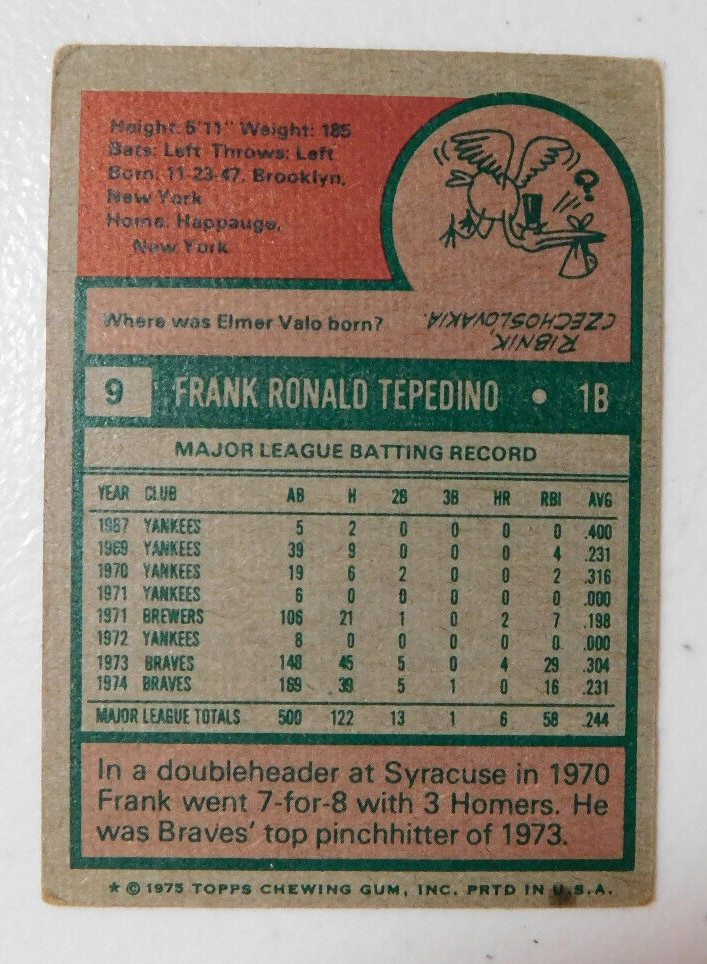 Height: 5'11" Weight: 185
Bats: Left Throws: Left
Born: 11-23-47, Brooklyn,
New York
Home: Happauge,
New York
?
Where was Elmer Valo born?
RIBNIK,
CZECHOSLOVAKIA.
9 FRANK RONALD TEPEDINO • 1B
MAJOR LEAGUE BATTING RECORD
YEAR CLUB AB H 2B 3B HR RBI AVG
1967 YANKEES 5 2 0 0 0 0 .400
1969 YANKEES 39 9 0 0 0 4 .231
1970 YANKEES 19 6 2 0 0 2 .316
1971 YANKEES 6 0 0 0 0 0 .000
1971 BREWERS 106 21 1 0 2 7 .198
1972 YANKEES 8 0 0 0 0 0 .000
1973 BRAVES 148 45 5 0 4 29 .304
1974 BRAVES 169 39 5 1 0 16 .231
MAJOR LEAGUE TOTALS 500 122 13 1 6 58 .244
In a doubleheader at Syracuse in 1970
Frank went 7-for-8 with 3 Homers. He
was Braves' top pinchhitter of 1973.
* © 1975 TOPPS CHEWING GUM, INC. PRTD IN U.S.A.